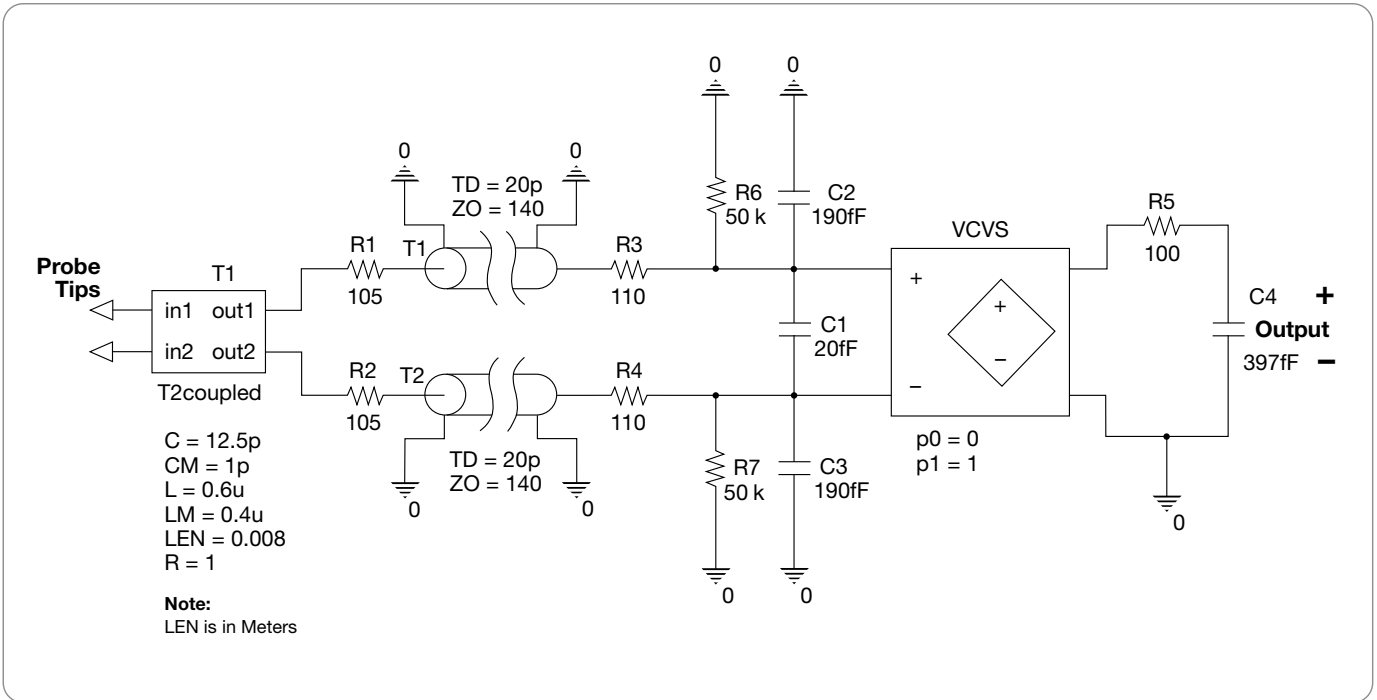 0 0
0 0
TD = 20p
ZO = 140
R6
50 k
C2
190fF
R5
100
VCVS
Probe
Tips
T1
R1
105
T1
R3
110
in1 out1
in2 out2
T2coupled
+
−
+
−
C1
20fF
C4
+
Output
397fF
−
R2
105
T2
R4
110
C = 12.5p
CM = 1p
L = 0.6u
LM = 0.4u
LEN = 0.008
R = 1
TD = 20p
ZO = 140
0 0
R7
50 k
C3
190fF
p0 = 0
p1 = 1
0
0 0
Note:
LEN is in Meters